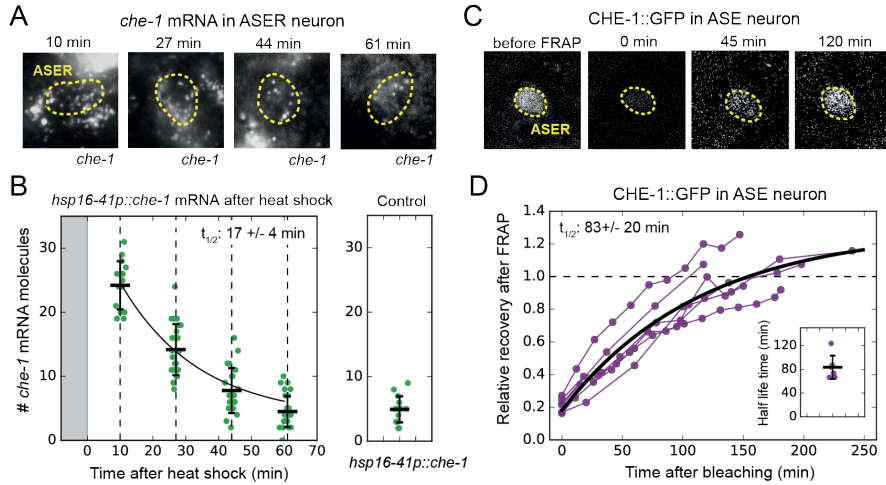 A
che-1 mRNA in ASER neuron
10 min
27 min
44 min
61 min
ASER
che-1
che-1
che-1
che-1
B
hsp16-41p::che-1 mRNA after heat shock
Control
t1/2: 17 +/- 4 min
# che-1 mRNA molecules
30
20
10
0
0
10
20
30
40
50
60
70
Time after heat shock (min)
30
20
10
0
hsp16-41p::che-1
C
CHE-1::GFP in ASE neuron
before FRAP
0 min
45 min
120 min
ASER
D
CHE-1::GFP in ASE neuron
t1/2: 83+/- 20 min
Relative recovery after FRAP
1.4
1.2
1.0
0.8
0.6
0.4
0.2
0.0
0
50
100
150
200
250
Time after bleaching (min)
Half life time (min)
120
80
40
0